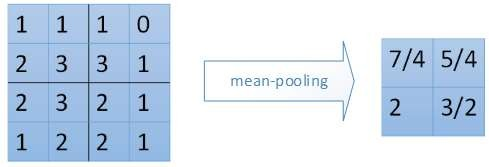 1 1 1 0
2 3 3 1
2 3 2 1
1 2 2 1
mean-pooling
7/4 5/4
2 3/2